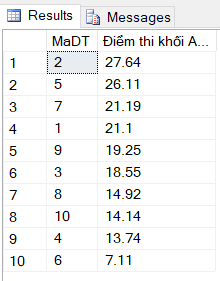 Results Messages
MaDT Điểm thi khối A...
1 2 27.64
2 5 26.11
3 7 21.19
4 1 21.1
5 9 19.25
6 3 18.55
7 8 14.92
8 10 14.14
9 4 13.74
10 6 7.11